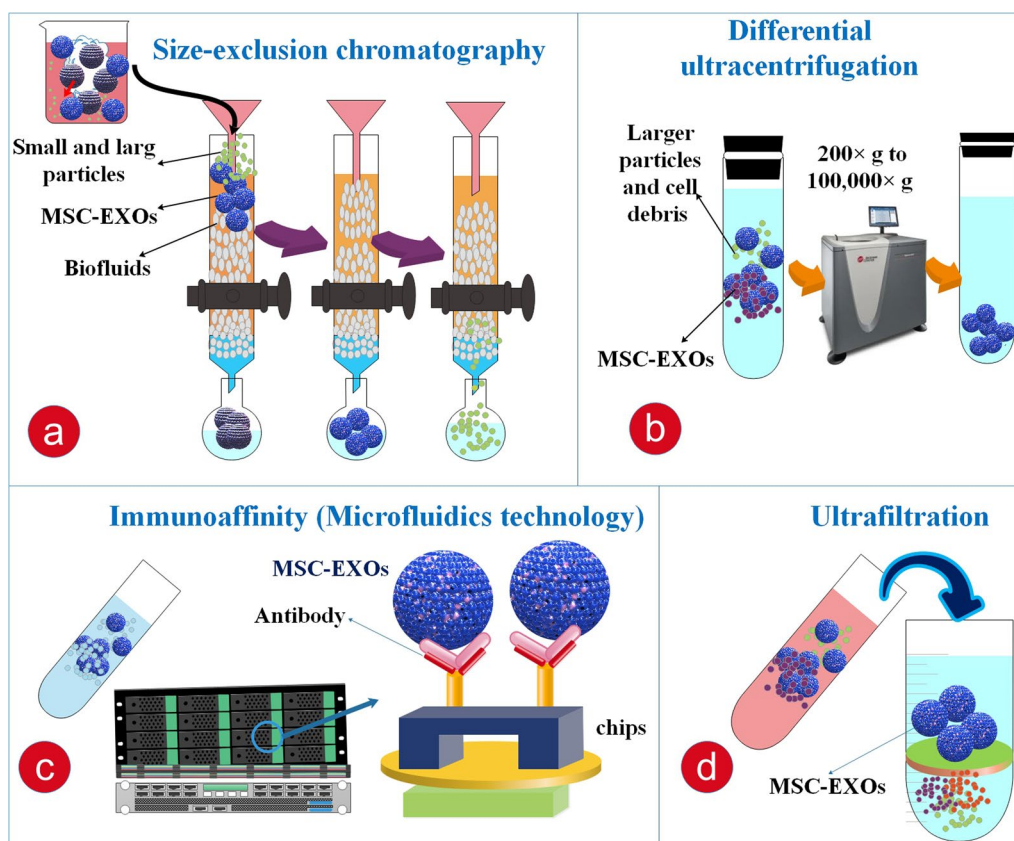 Size-exclusion chromatography
Small and larg
particles
MSC-EXOs
Biofluids
a
Differential
ultracentrifugation
Larger
particles
and cell
debris
200× g to
100,000× g
MSC-EXOs
b
Immunoaffinity (Microfluidics technology)
MSC-EXOs
Antibody
chips
c
Ultrafiltration
MSC-EXOs
d